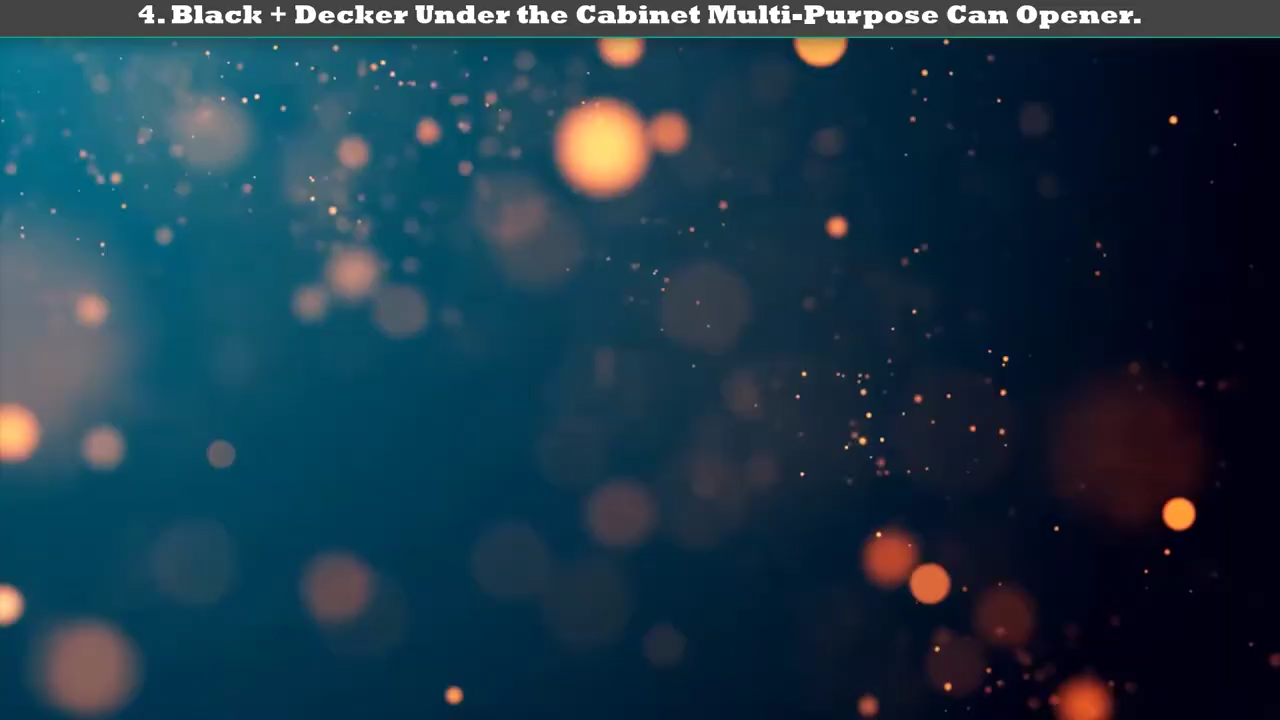 4. Black + Decker Under the Cabinet Multi-Purpose Can Opener.